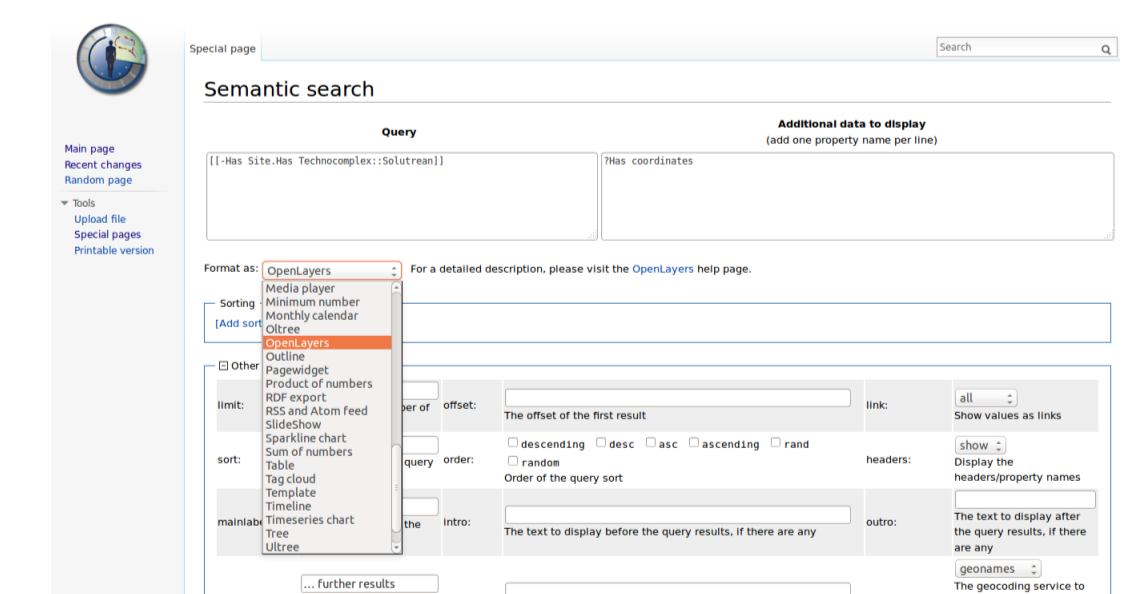 Special page
Search
Semantic search
Query
Additional data to display
(add one property name per line)
Main page
Recent changes
Random page
Tools
Upload file
Special pages
Printable version
[[-Has Site.Has Technocomplex::Solutrean]]
?Has coordinates
Format as: OpenLayers For a detailed description, please visit the OpenLayers help page.
Media player
Minimum number
Monthly calendar
Oltree
OpenLayers
Outline
Pagewidget
Product of numbers
RDF export
RSS and Atom feed
SlideShow
Sparkline chart
Sum of numbers
Table
Tag cloud
Template
Timeline
Timeseries chart
Tree
Ultree
Sorting
[Add sort
Other
limit: er of offset: The offset of the first result link: all
Show values as links
sort: query order: descending desc asc ascending rand
random
Order of the query sort
headers: show
Display the
headers/property names
mainlabe the intro: The text to display before the query results, if there are any
outro: The text to display after
the query results, if there
are any
... further results
geonames
The geocoding service to